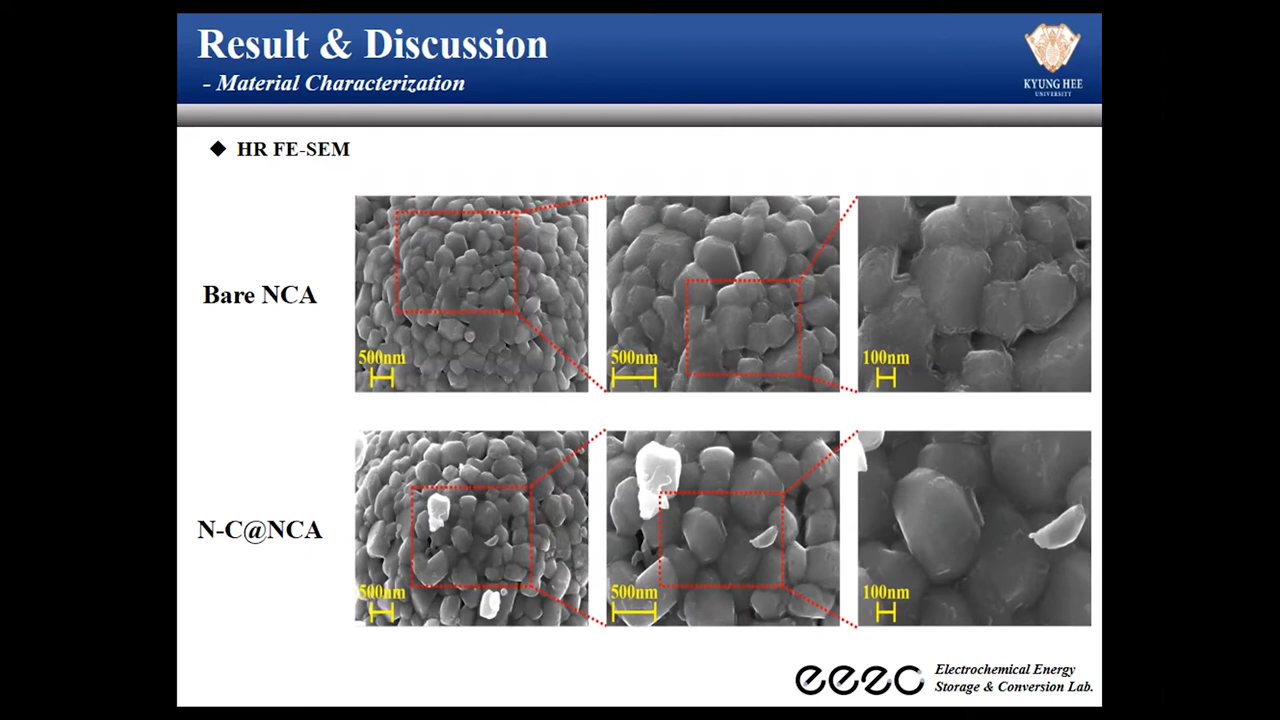 Result & Discussion
- Material Characterization
KYUNG HEE
UNIVERSITY
◆ HR FE-SEM
Bare NCA
500nm
500nm
100nm
N-C@NCA
500nm
500nm
100nm
eezc
Electrochemical Energy
Storage & Conversion Lab.